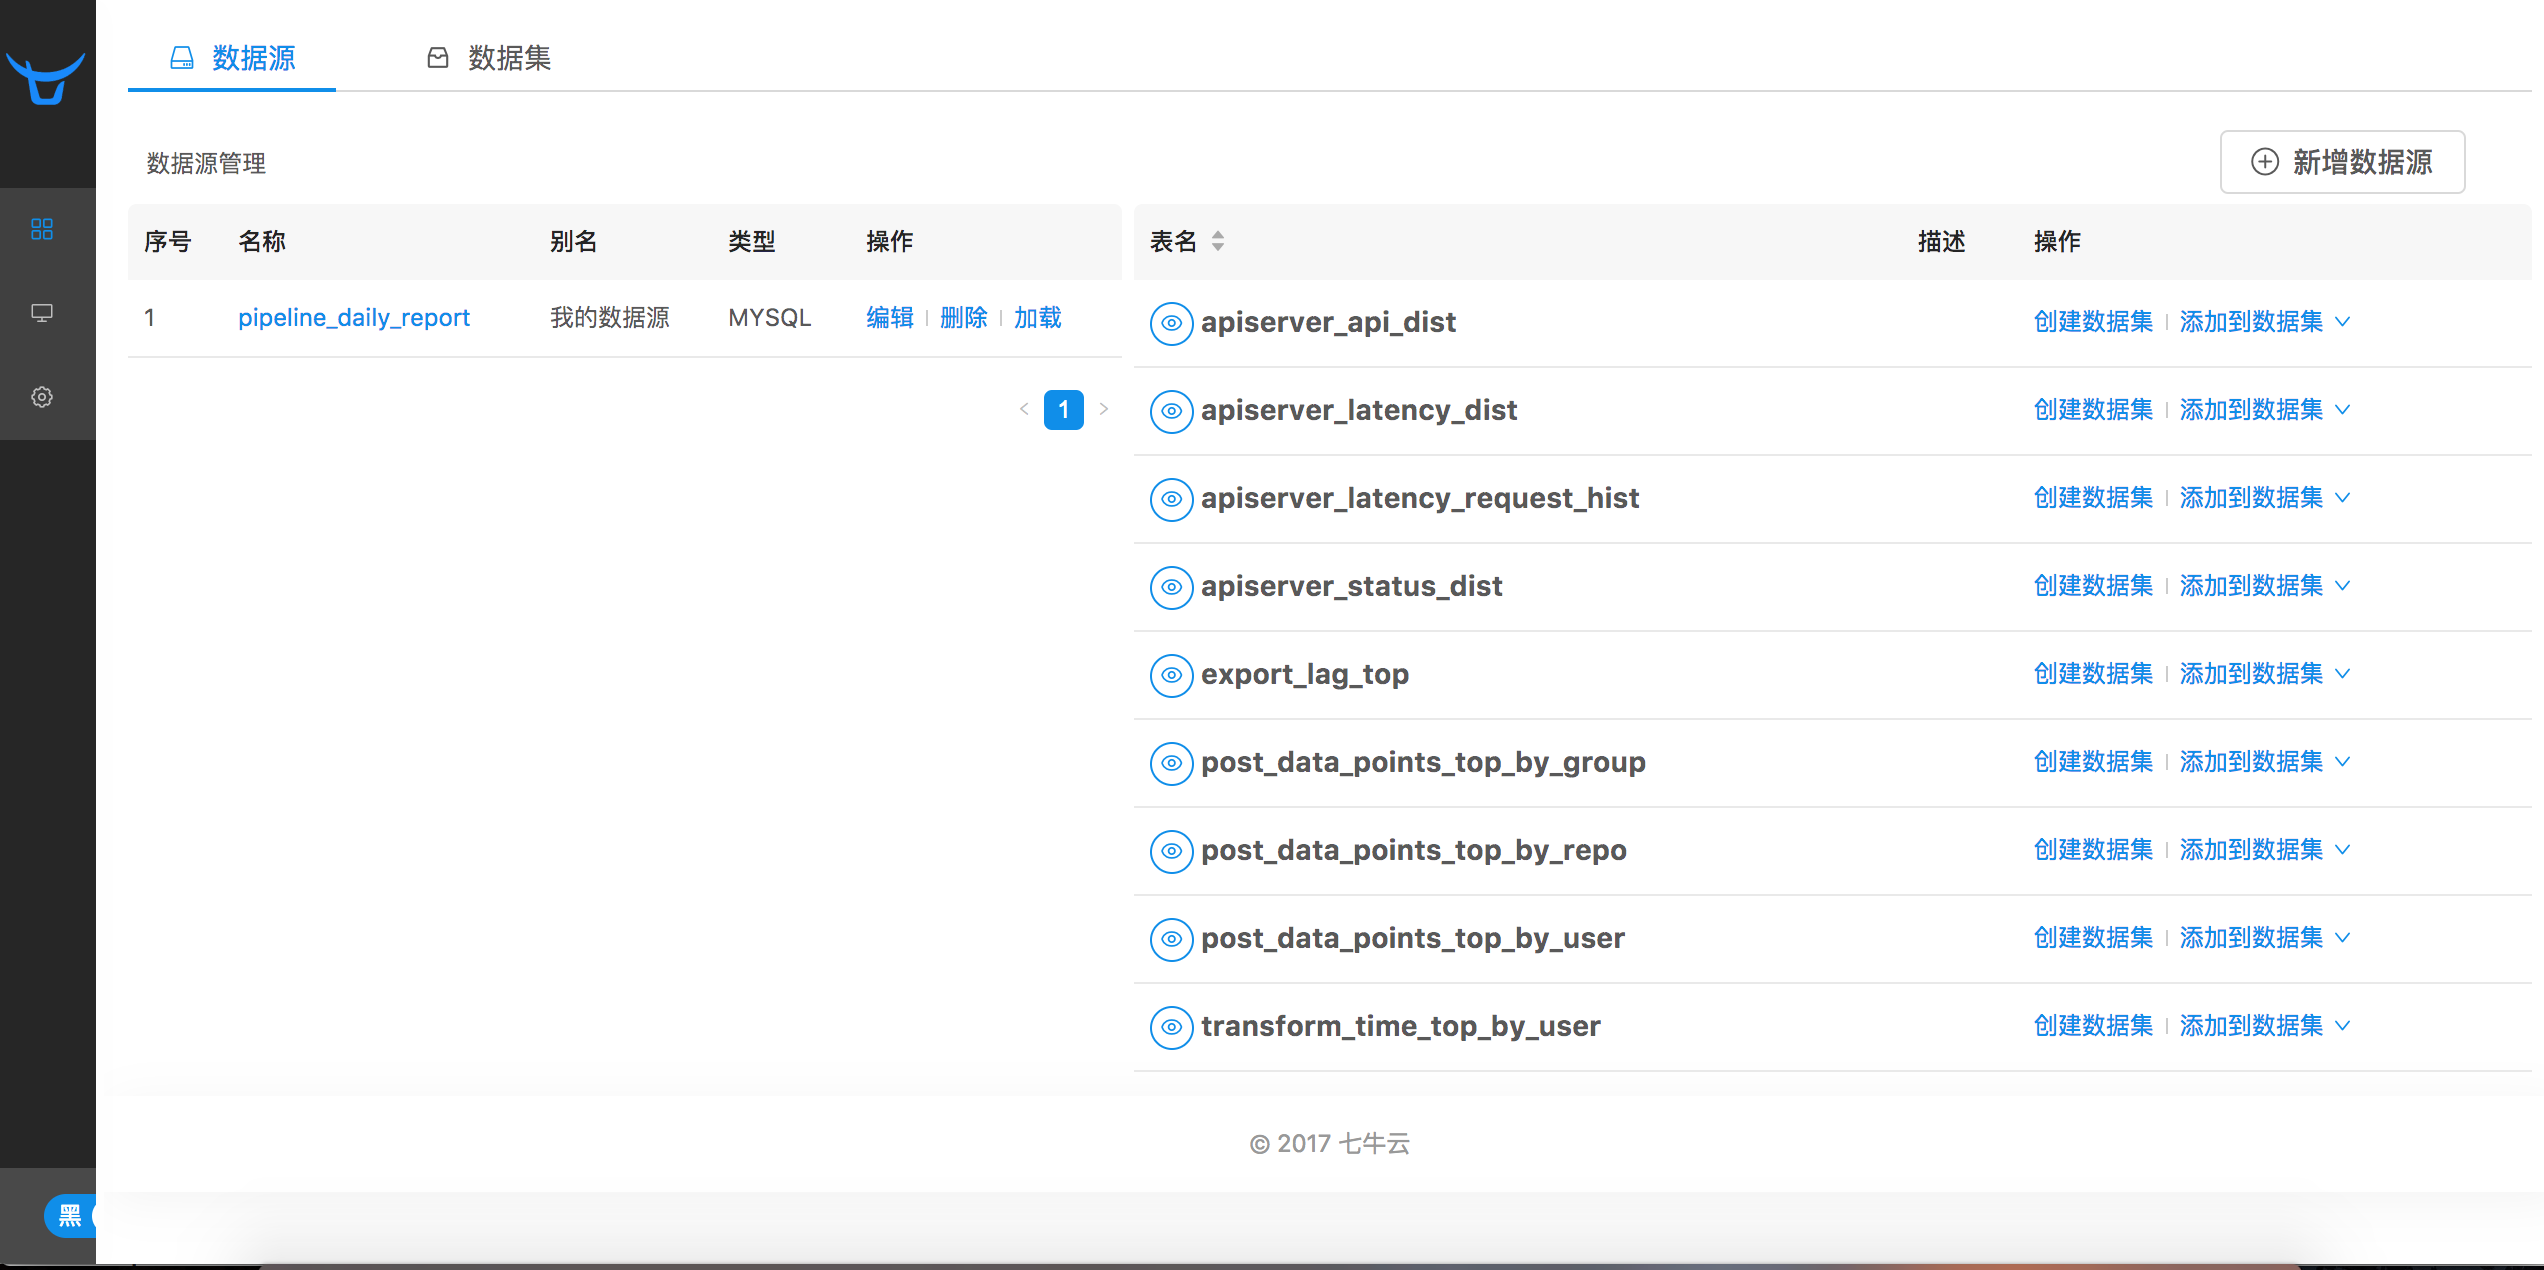 数据源 数据集
数据源管理 新增数据源
序号 名称 别名 类型 操作
1 pipeline_daily_report 我的数据源 MYSQL 编辑 删除 加载
1
表名 描述 操作
apiserver_api_dist 创建数据集 添加到数据集
apiserver_latency_dist 创建数据集 添加到数据集
apiserver_latency_request_hist 创建数据集 添加到数据集
apiserver_status_dist 创建数据集 添加到数据集
export_lag_top 创建数据集 添加到数据集
post_data_points_top_by_group 创建数据集 添加到数据集
post_data_points_top_by_repo 创建数据集 添加到数据集
post_data_points_top_by_user 创建数据集 添加到数据集
transform_time_top_by_user 创建数据集 添加到数据集
© 2017 七牛云
黑